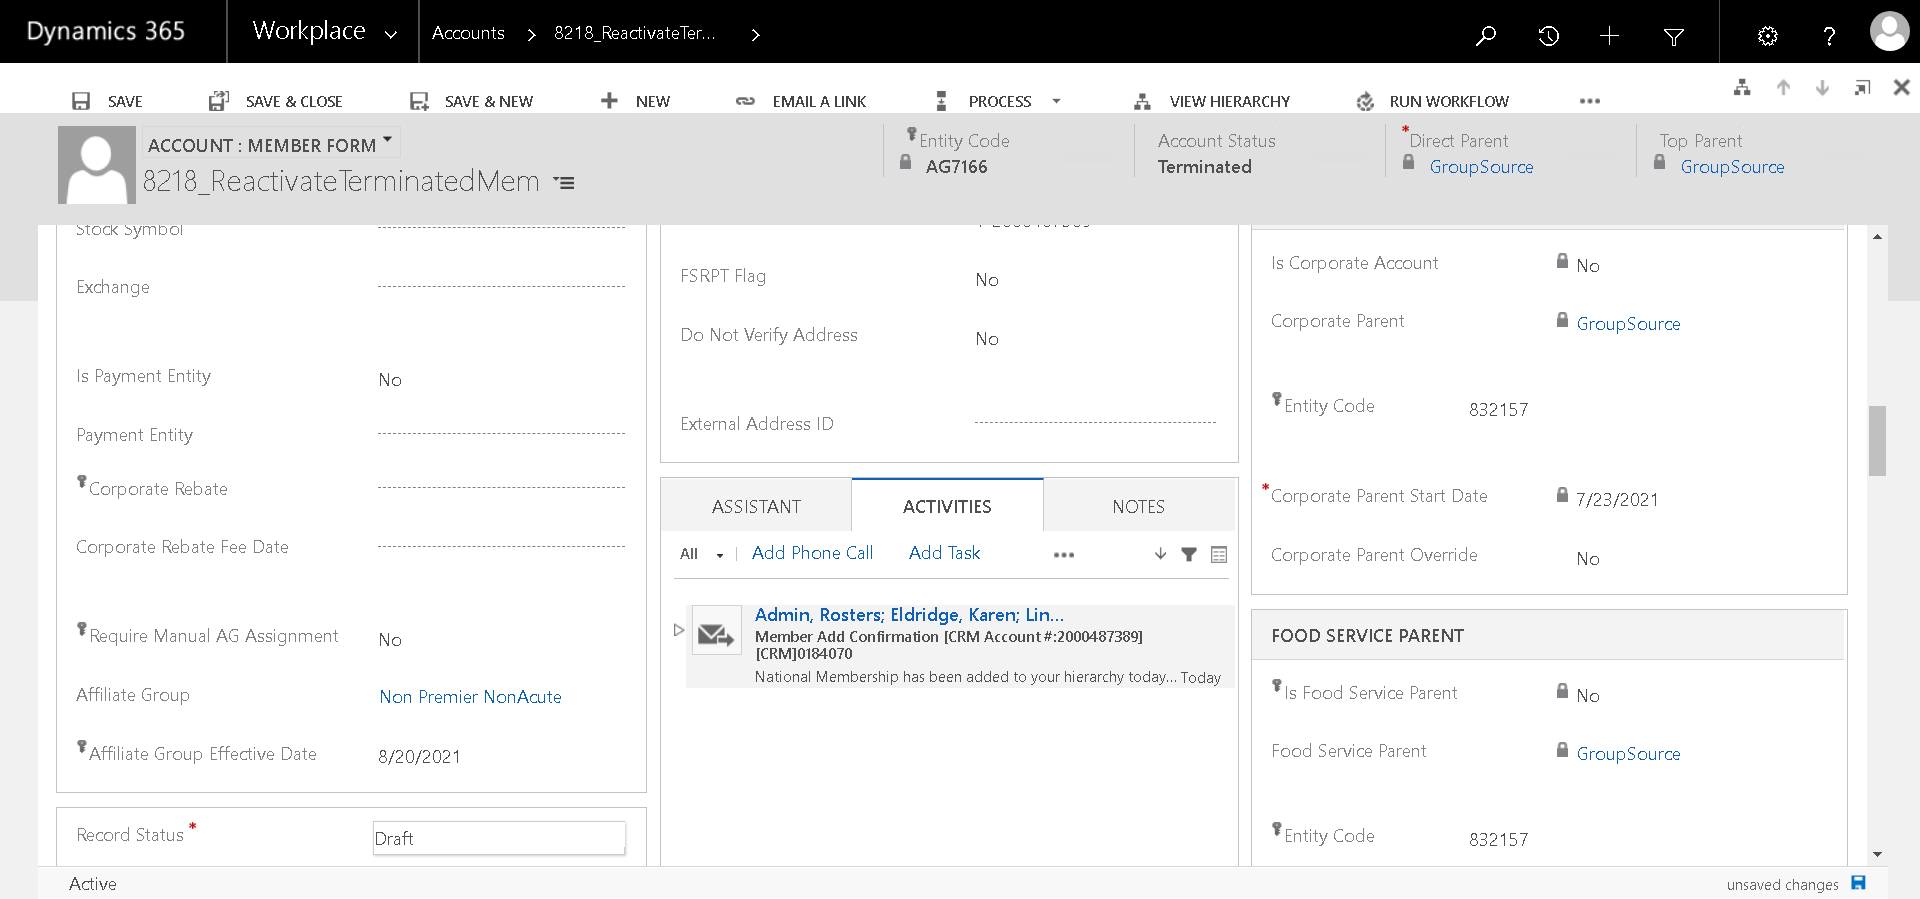 Dynamics 365
Workplace
Accounts
8218_ReactivateTer...
SAVE
SAVE & CLOSE
SAVE & NEW
NEW
EMAIL A LINK
PROCESS
VIEW HIERARCHY
RUN WORKFLOW
ACCOUNT : MEMBER FORM
8218_ReactivateTerminatedMem
Entity Code
AG7166
Account Status
Terminated
*Direct Parent
GroupSource
Top Parent
GroupSource
Stock Symbol
Exchange
Is Payment Entity
No
Payment Entity
Corporate Rebate
Corporate Rebate Fee Date
Require Manual AG Assignment
No
Affiliate Group
Non Premier NonAcute
Affiliate Group Effective Date
8/20/2021
Record Status *
Draft
FSRPT Flag
No
Do Not Verify Address
No
External Address ID
ASSISTANT
ACTIVITIES
NOTES
All
Add Phone Call
Add Task
Admin, Rosters; Eldridge, Karen; Lin...
Member Add Confirmation [CRM Account #:2000487389]
[CRM]0184070
National Membership has been added to your hierarchy today... Today
Is Corporate Account
No
Corporate Parent
GroupSource
Entity Code
832157
*Corporate Parent Start Date
7/23/2021
Corporate Parent Override
No
FOOD SERVICE PARENT
Is Food Service Parent
No
Food Service Parent
GroupSource
Entity Code
832157
Active
unsaved changes